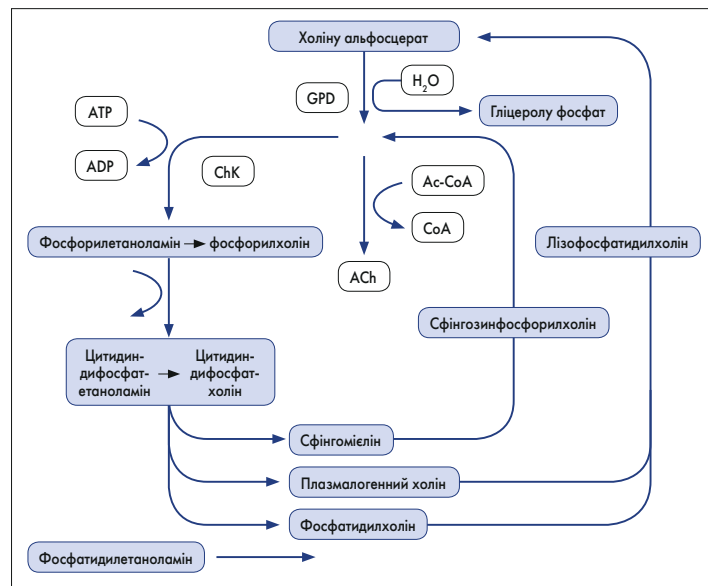 Холіну альфосцерат
H₂O
GPD
Гліцеролу фосфат
ATP
ADP
ChK
Ac-CoA
CoA
ACh
Фосфорилетаноламін → фосфорилхолін
Лізофосфатидилхолін
Сфінгозинфосфорилхолін
Цитидин-
дифосфат-
етаноламін
→
Цитидин-
дифосфат-
холін
Сфінгомієлін
Плазмалогенний холін
Фосфатидилхолін
Фосфатидилетаноламін